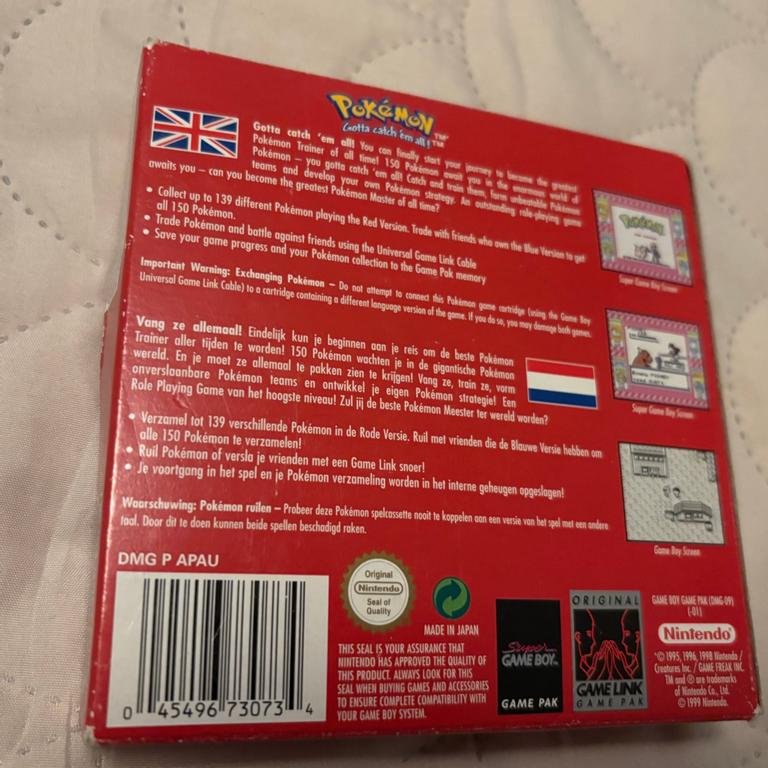 POKéMON™
Gotta catch 'em all!™
Gotta catch 'em all! You can finally start your journey to become the greatest
Pokémon Trainer of all time! 150 Pokémon await you in the enormous world of
Pokémon – you gotta catch 'em all! Catch and train them, form unbeatable Pokémon
teams and develop your own Pokémon strategy. An outstanding role-playing game
awaits you – can you become the greatest Pokémon Master of all time?
• Collect up to 139 different Pokémon playing the Red Version. Trade with friends who own the Blue Version to get
all 150 Pokémon.
• Trade Pokémon and battle against friends using the Universal Game Link Cable
• Save your game progress and your Pokémon collection to the Game Pak memory
Important Warning: Exchanging Pokémon – Do not attempt to connect this Pokémon game cartridge (using the Game Boy
Universal Game Link Cable) to a cartridge containing a different language version of the game. If you do so, you may damage both games.
POKéMON
Super Game Boy Screen
Super Game Boy Screen
Game Boy Screen
Vang ze allemaal! Eindelijk kun je beginnen aan je reis om de beste Pokémon
Trainer aller tijden te worden! 150 Pokémon wachten je in de gigantische Pokémon
wereld. En je moet ze allemaal te pakken zien te krijgen! Vang ze, train ze, vorm
onverslaanbare Pokémon teams en ontwikkel je eigen Pokémon strategie! Een
Role Playing Game van het hoogste niveau! Zul jij de beste Pokémon Meester ter wereld worden?
• Verzamel tot 139 verschillende Pokémon in de Rode Versie. Ruil met vrienden die de Blauwe Versie hebben om
alle 150 Pokémon te verzamelen!
• Ruil Pokémon of versla je vrienden met een Game Link snoer!
• Je voortgang in het spel en je Pokémon verzameling worden in het interne geheugen opgeslagen!
Waarschuwing: Pokémon ruilen – Probeer deze Pokémon spelcassette nooit te koppelen aan een versie van het spel met een andere
taal. Door dit te doen kunnen beide spellen beschadigd raken.
DMG P APAU
0 45496 73073 4
Original
Nintendo
Seal of
Quality
MADE IN JAPAN
THIS SEAL IS YOUR ASSURANCE THAT
NINTENDO HAS APPROVED THE QUALITY OF
THIS PRODUCT. ALWAYS LOOK FOR THIS
SEAL WHEN BUYING GAMES AND ACCESSORIES
TO ENSURE COMPLETE COMPATIBILITY WITH
YOUR GAME BOY SYSTEM.
Super
GAME BOY™
GAME PAK
ORIGINAL
GAME LINK
GAME PAK
GAME BOY GAME PAK (DMG-09)
(-01)
Nintendo®
©1995, 1996, 1998 Nintendo /
Creatures Inc. / GAME FREAK INC.
TM and ® are trademarks
of Nintendo Co., Ltd.
© 1999 Nintendo.